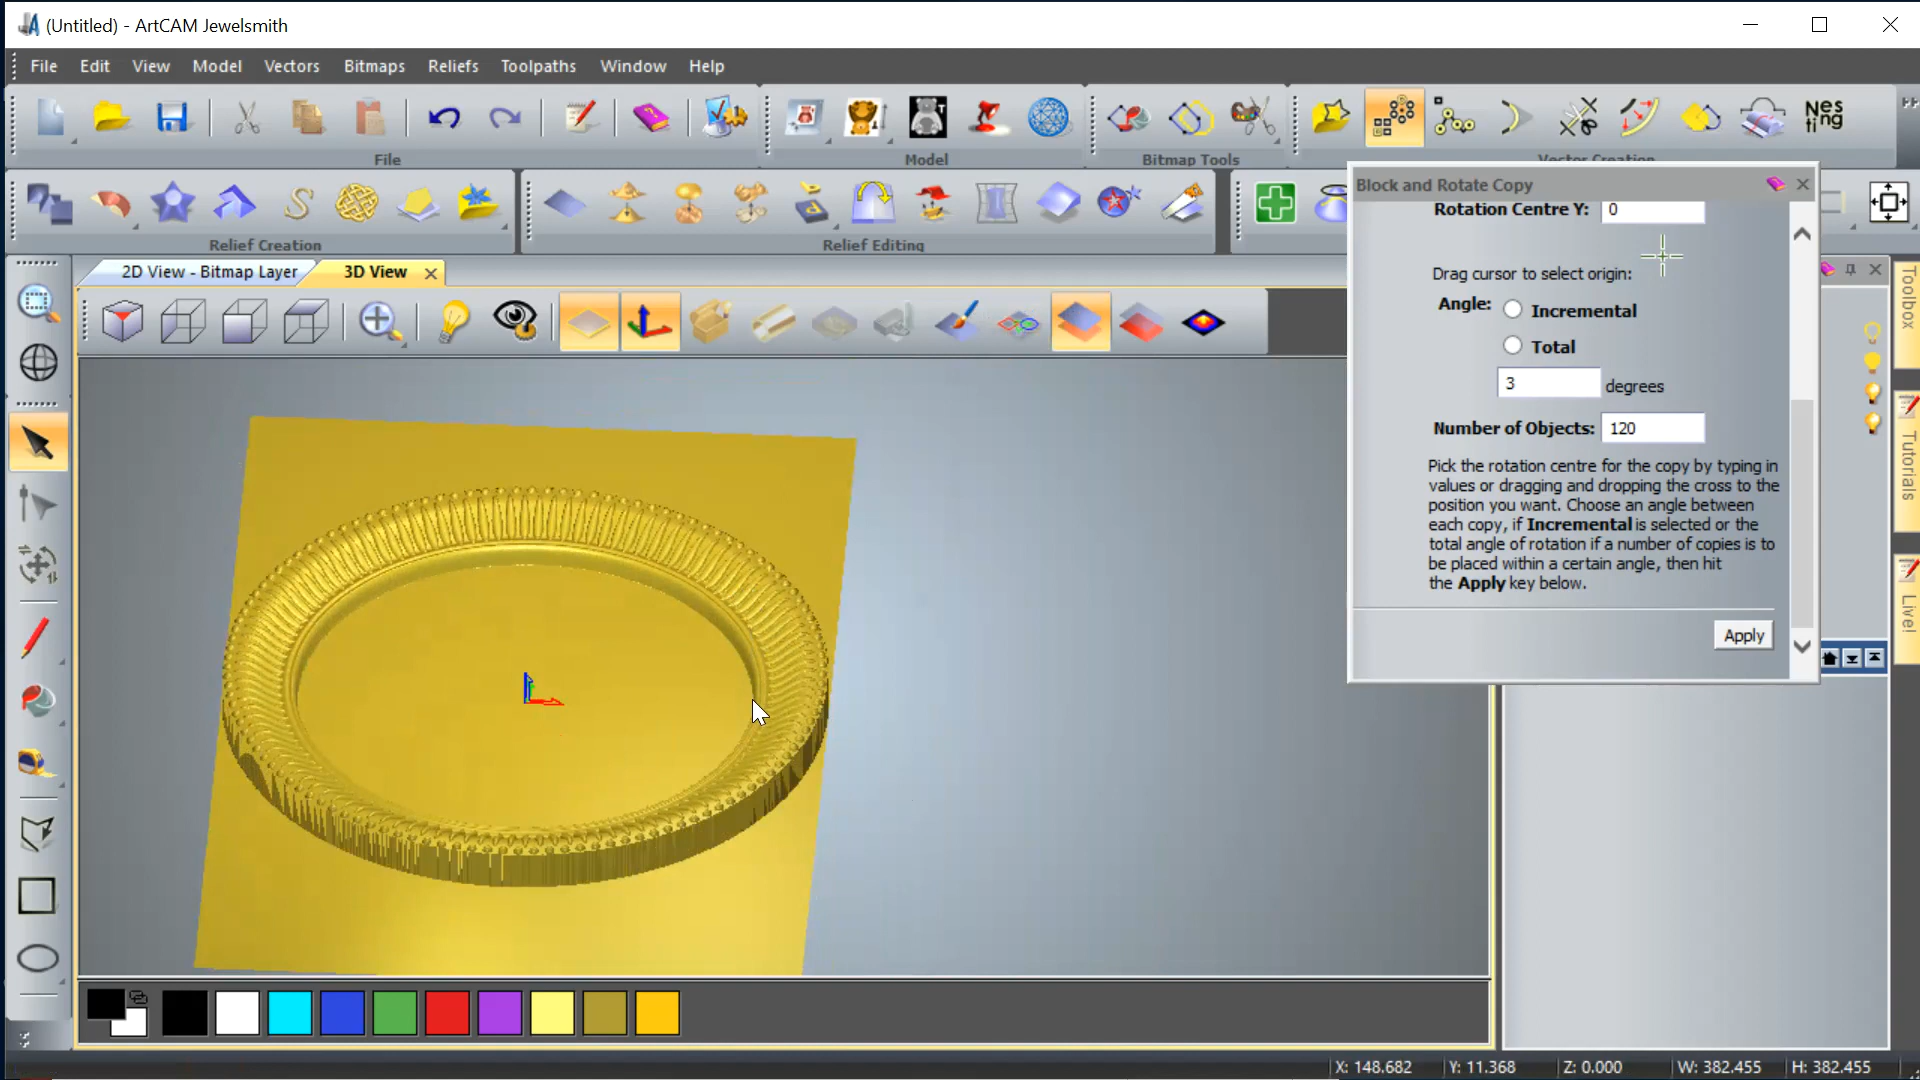 (Untitled) - ArtCAM Jewelsmith
File Edit View Model Vectors Bitmaps Reliefs Toolpaths Window Help
Nes
ting
File Model Bitmap Tools Vector Creation
Block and Rotate Copy
Relief Creation Relief Editing
Rotation Centre Y: 0
2D View - Bitmap Layer 3D View
Drag cursor to select origin:
Angle: Incremental
Total
3 degrees
Number of Objects: 120
Pick the rotation centre for the copy by typing in
values or dragging and dropping the cross to the
position you want. Choose an angle between
each copy, if Incremental is selected or the
total angle of rotation if a number of copies is to
be placed within a certain angle, then hit
the Apply key below.
Apply
Toolbox
Tutorials
Live!
X: 148.682 Y: 11.368 Z: 0.000 W: 382.455 H: 382.455